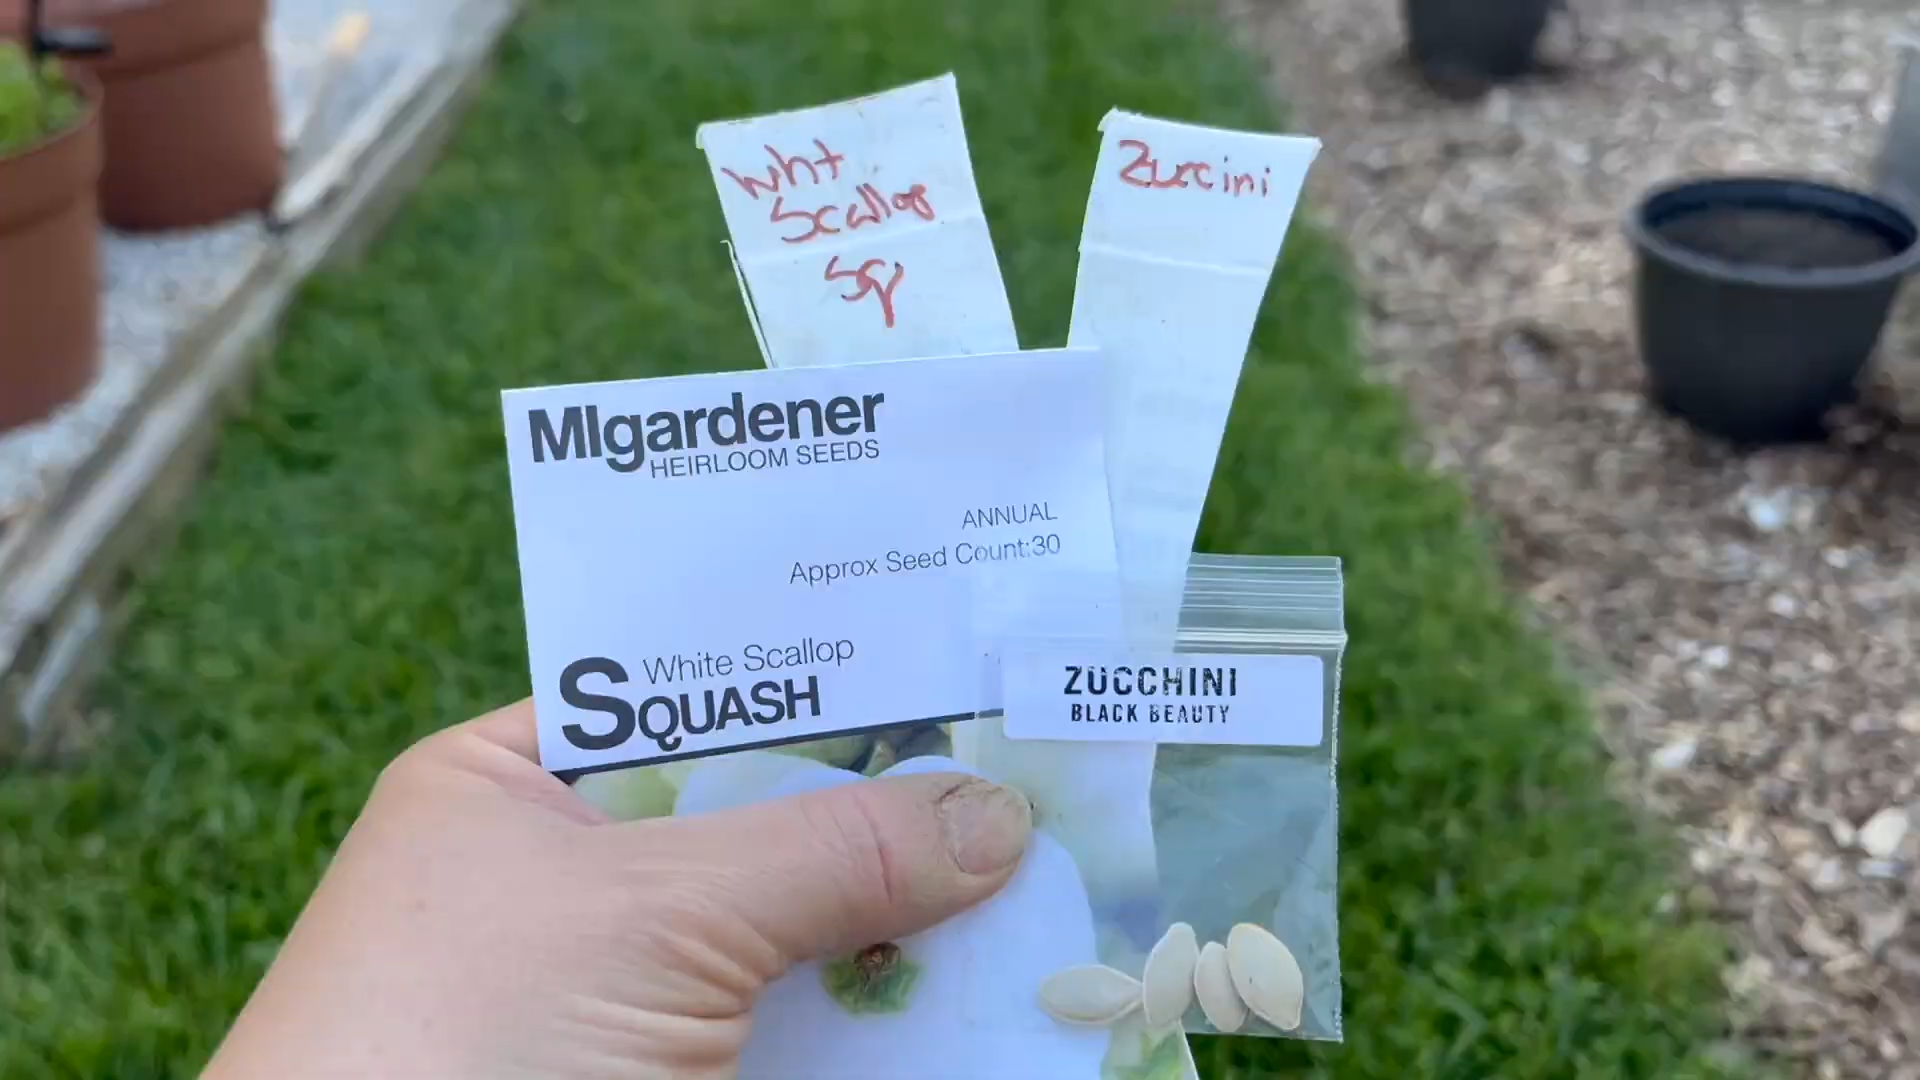 Wht
Scallop
Sq
Zuccini
MIgardener
HEIRLOOM SEEDS
ANNUAL
Approx Seed Count:30
White Scallop
SQUASH
ZUCCHINI
BLACK BEAUTY